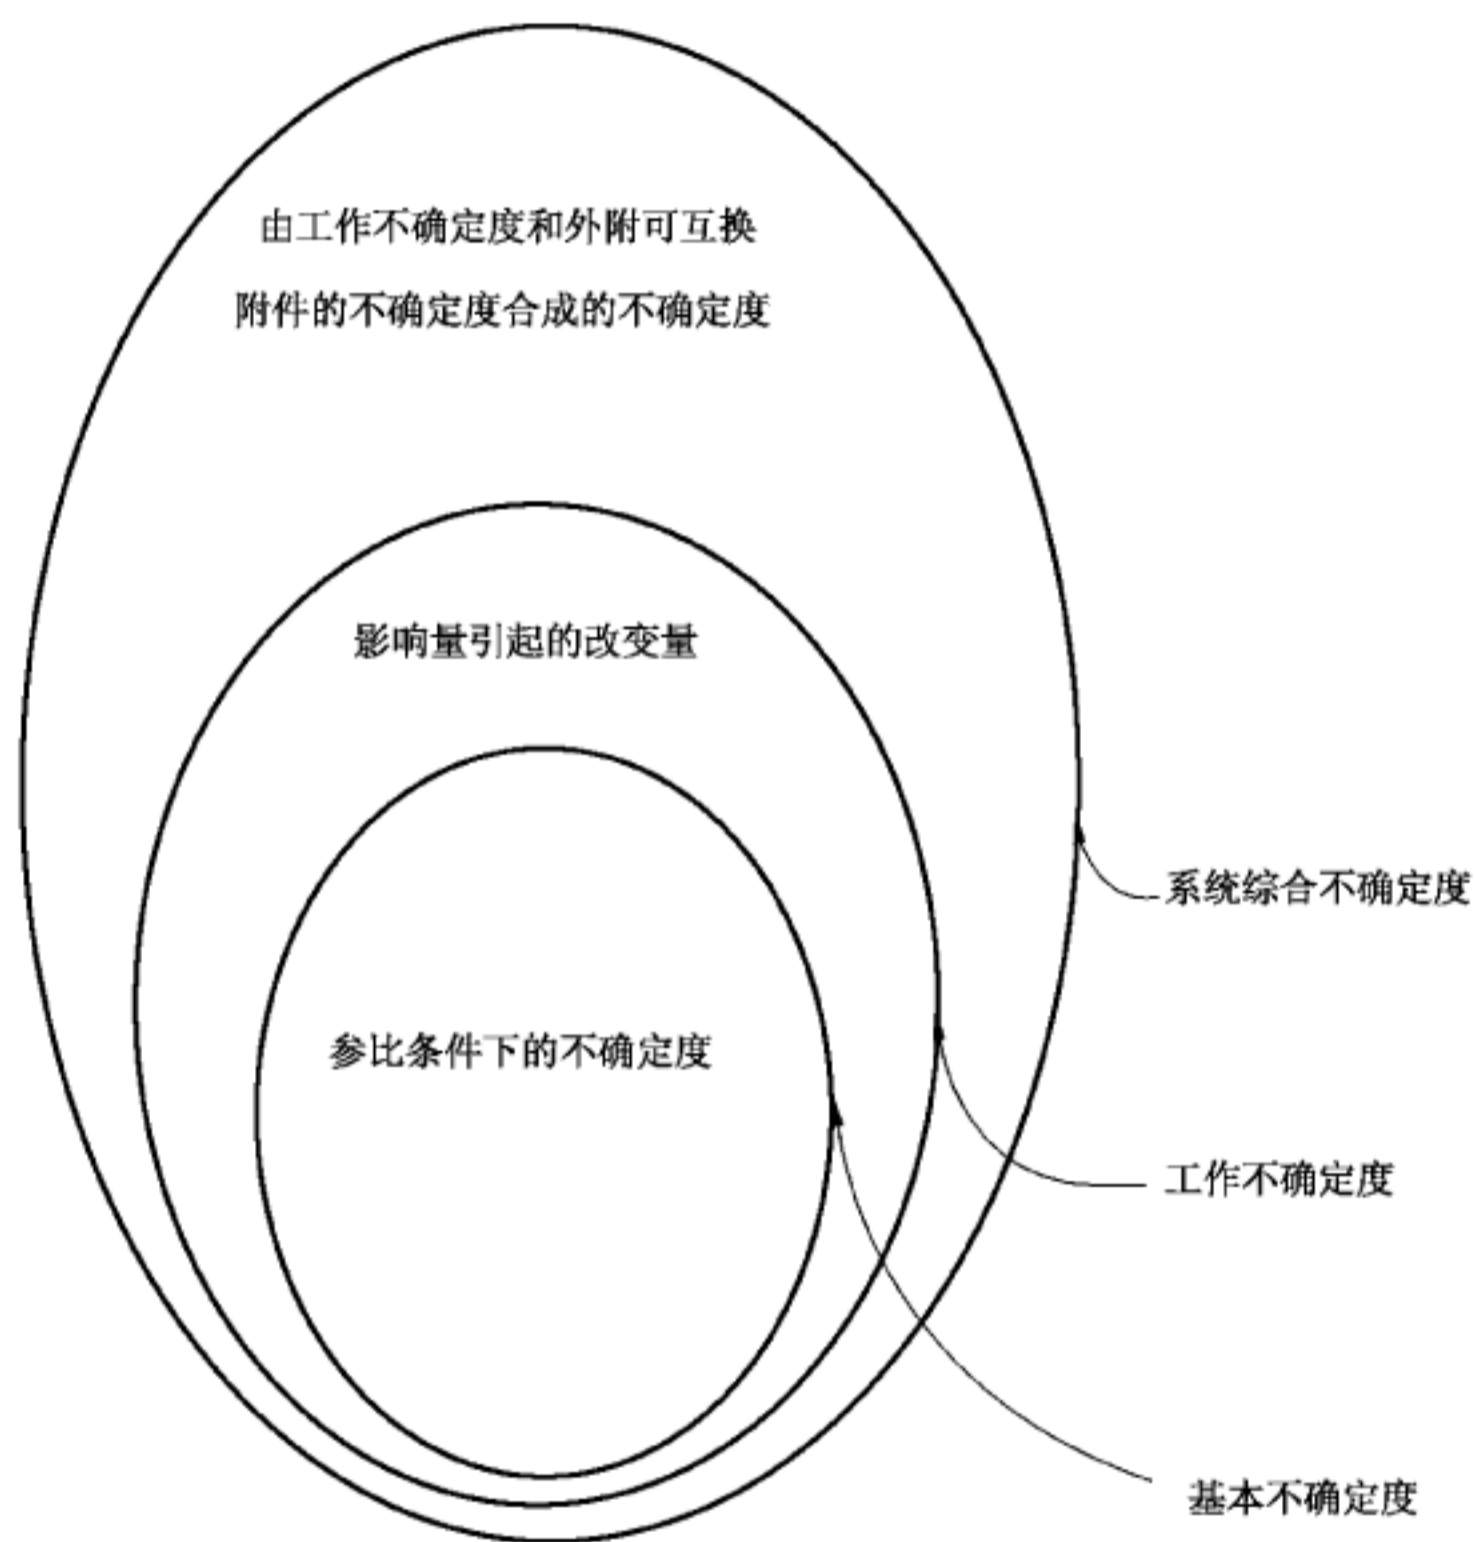 由工作不确定度和外附可互换
附件的不确定度合成的不确定度
影响量引起的改变量
系统综合不确定度
参比条件下的不确定度
工作不确定度
基本不确定度